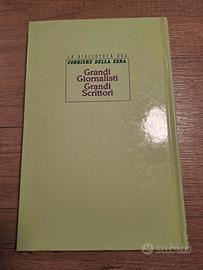 LA BIBLIOTECA DEL
CORRIERE DELLA SERA
Grandi
Giornalisti
Grandi
Scrittori
subito